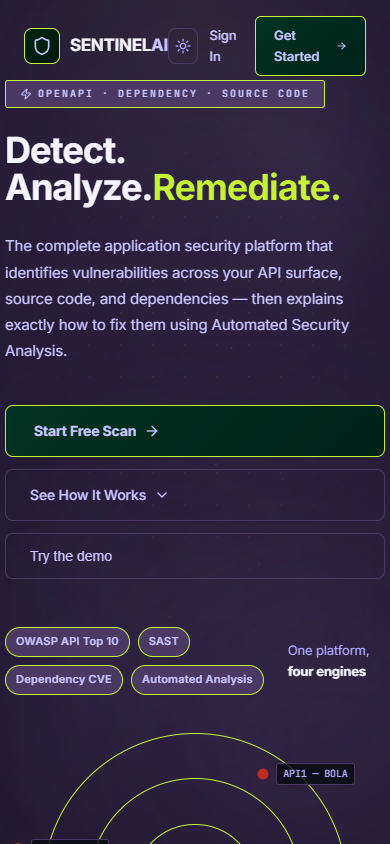 SENTINELAI
Sign
In
Get
Started
OPENAPI · DEPENDENCY · SOURCE CODE
Detect.
Analyze.Remediate.
The complete application security platform that
identifies vulnerabilities across your API surface,
source code, and dependencies — then explains
exactly how to fix them using Automated Security
Analysis.
Start Free Scan
See How It Works
Try the demo
OWASP API Top 10
SAST
Dependency CVE
Automated Analysis
One platform,
four engines
API1 — BOLA